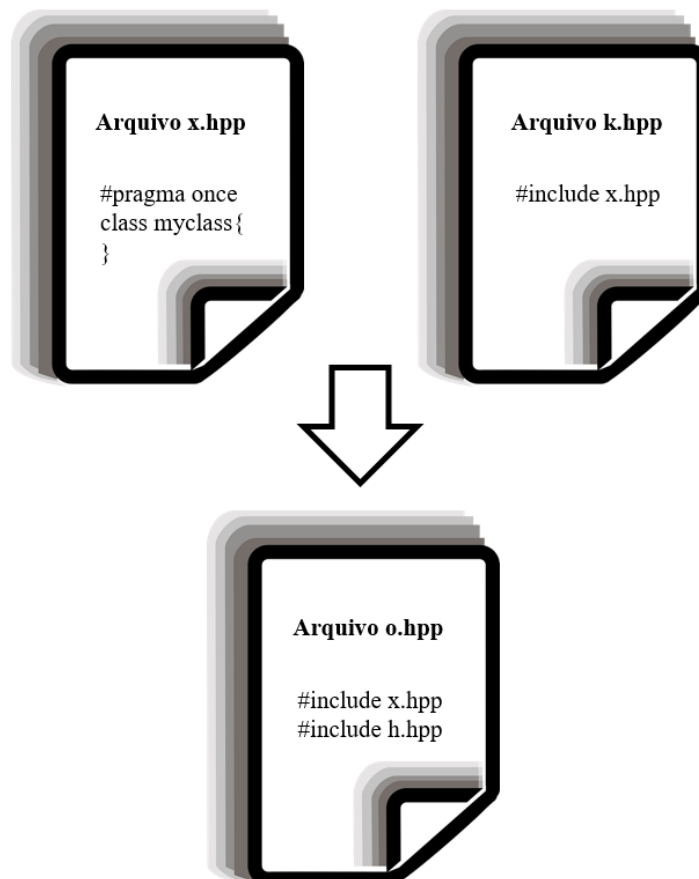 Arquivo x.hpp
#pragma once
class myclass{
}
Arquivo k.hpp
#include x.hpp
Arquivo o.hpp
#include x.hpp
#include h.hpp